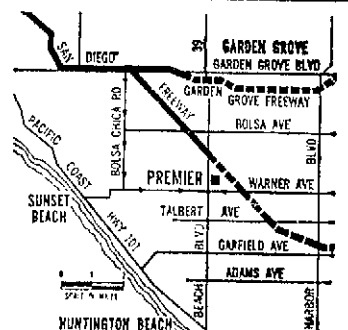 SAN DIEGO FREEWAY
39
GARDEN GROVE
GARDEN GROVE BLVD
GARDEN GROVE FREEWAY
BOLSA CHICA RD
BOLSA AVE
BLVD
PACIFIC COAST HWY 101
PREMIER
WARNER AVE
SUNSET
BEACH
TALBERT AVE
BLVD
GARFIELD AVE
0 1
SCALE IN MILES
ADAMS AVE
BEACH
HARBOR
HUNTINGTON BEACH